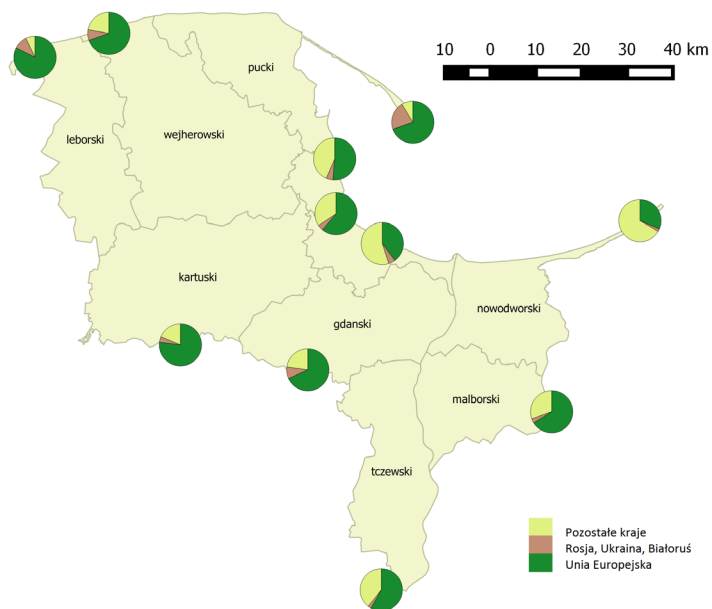 10 0 10 20 30 40 km
pucki
leborski
wejherowski
kartuski
gdanski
nowodworski
malborski
tczewski
Pozostałe kraje
Rosja, Ukraina, Białoruś
Unia Europejska